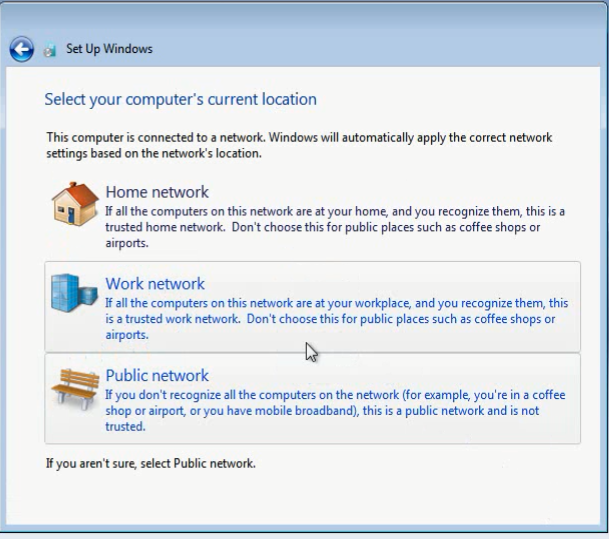 Set Up Windows
Select your computer's current location
This computer is connected to a network. Windows will automatically apply the correct network
settings based on the network's location.
Home network
If all the computers on this network are at your home, and you recognize them, this is a
trusted home network.  Don't choose this for public places such as coffee shops or
airports.
Work network
If all the computers on this network are at your workplace, and you recognize them, this
is a trusted work network.  Don't choose this for public places such as coffee shops or
airports.
Public network
If you don't recognize all the computers on the network (for example, you're in a coffee
shop or airport, or you have mobile broadband), this is a public network and is not
trusted.
If you aren't sure, select Public network.